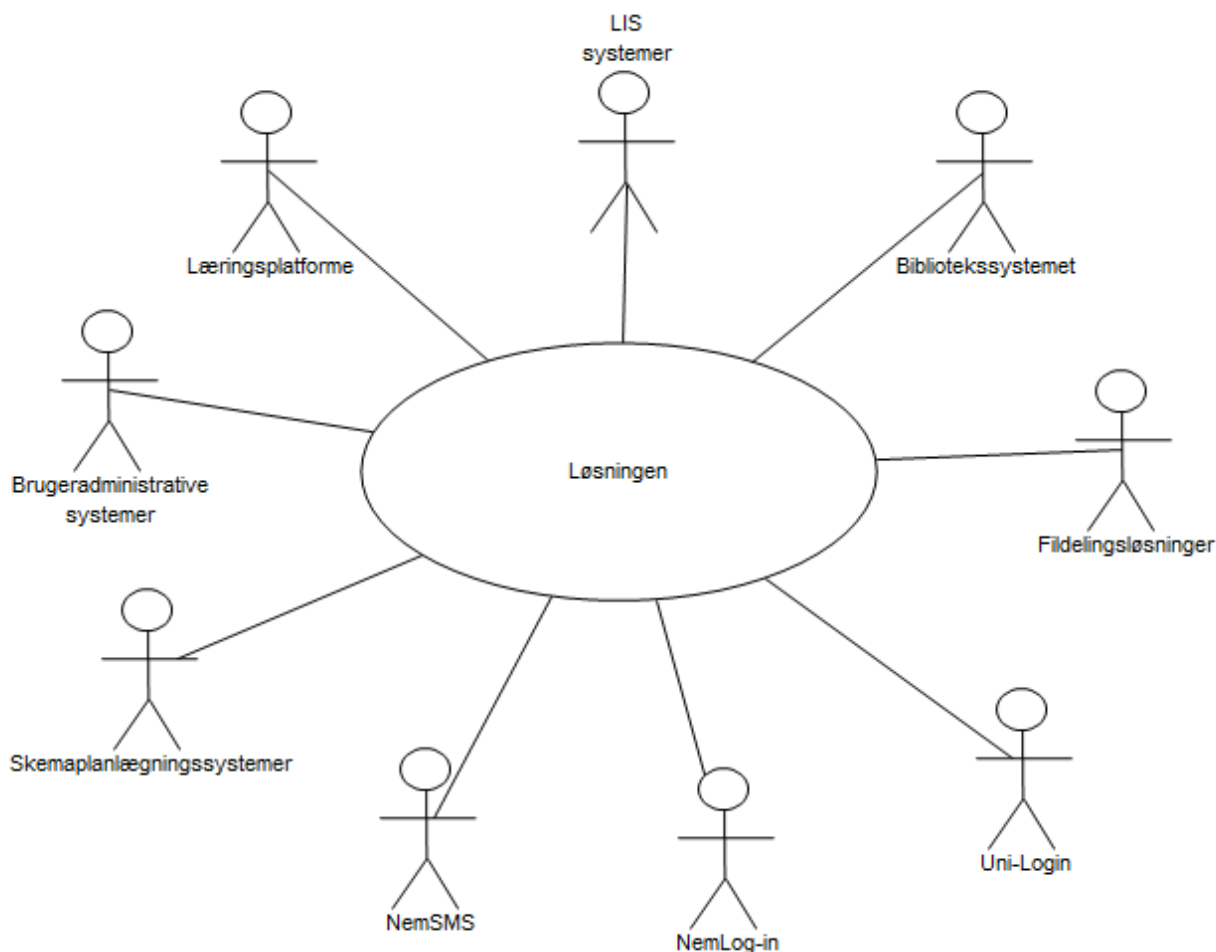 LIS
systemer
Læringsplatforme
Bibliotekssystemet
Brugeradministrative
systemer
Løsningen
Fildelingsløsninger
Skemaplanlægningssystemer
Uni-Login
NemSMS
NemLog-in